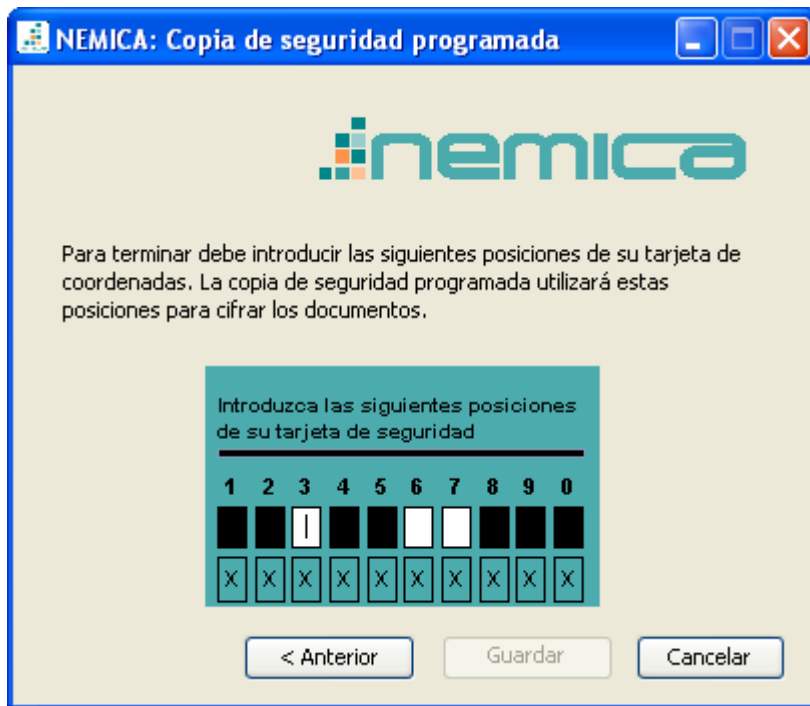 NEMICA: Copia de seguridad programada
nemica
Para terminar debe introducir las siguientes posiciones de su tarjeta de
coordenadas. La copia de seguridad programada utilizará estas
posiciones para cifrar los documentos.
Introduzca las siguientes posiciones
de su tarjeta de seguridad
1 2 3 4 5 6 7 8 9 0
X X X X X X X X X X
< Anterior Guardar Cancelar